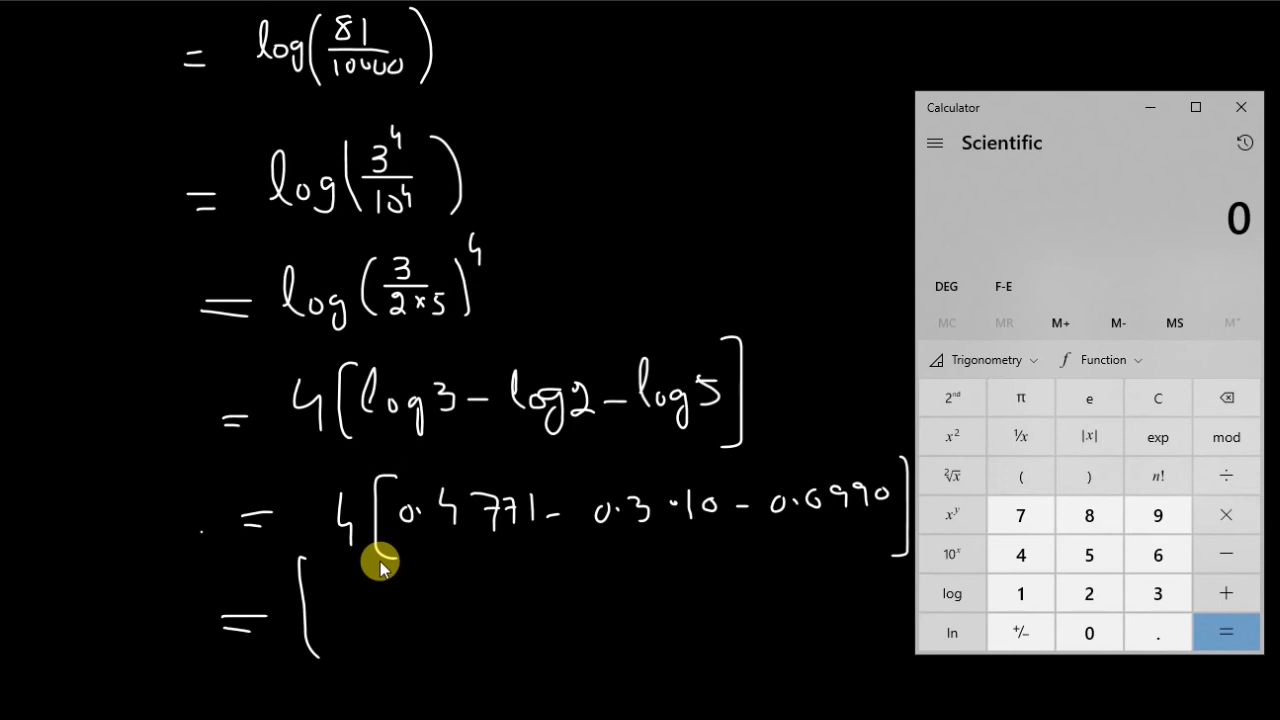 = log(81/10000)
= log(3⁴/10⁴)
= log(3/2×5)⁴
= 4[log3 - log2 - log5]
= 4[0.4771 - 0.3010 - 0.6990]
= [
Calculator
Scientific
0
DEG F-E
MC MR M+ M- MS M˅
Trigonometry f Function
2ⁿᵈ π e C
x² ¹/x |x| exp mod
²√x ( ) n! ÷
xʸ 7 8 9 ×
10ˣ 4 5 6 −
log 1 2 3 +
ln +/− 0 . =